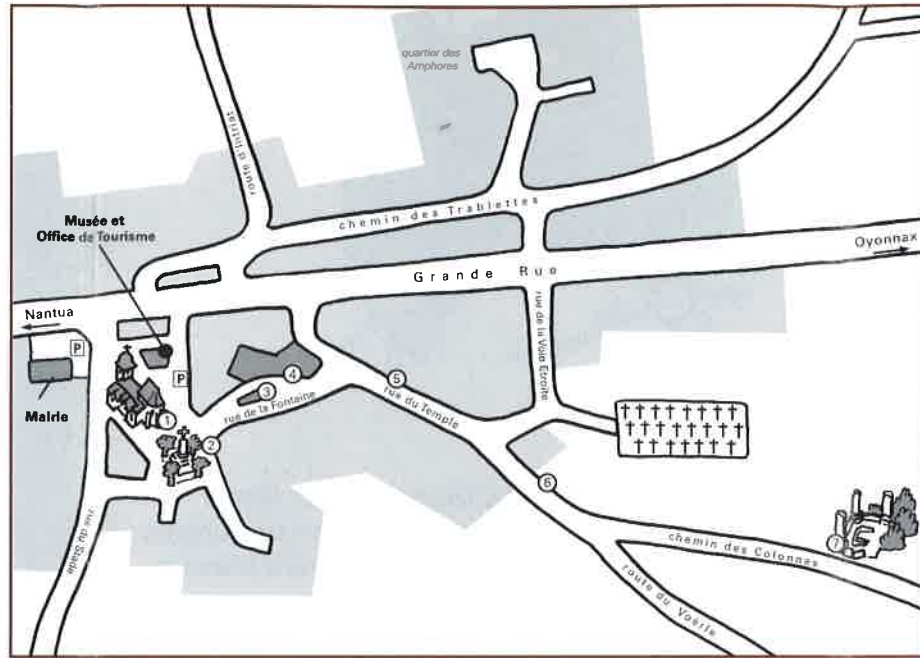 quartier des
Amphores
route d'Intriat
chemin des Trablettes
Musée et
Office de Tourisme
Oyonnax
Grande Rue
Nantua
rue de la Voie Etroite
P
P
Mairie
1
2
3
4
5
6
7
rue de la Fontaine
rue du Temple
rue du Stade
chemin des Colonnes
route du Voërle